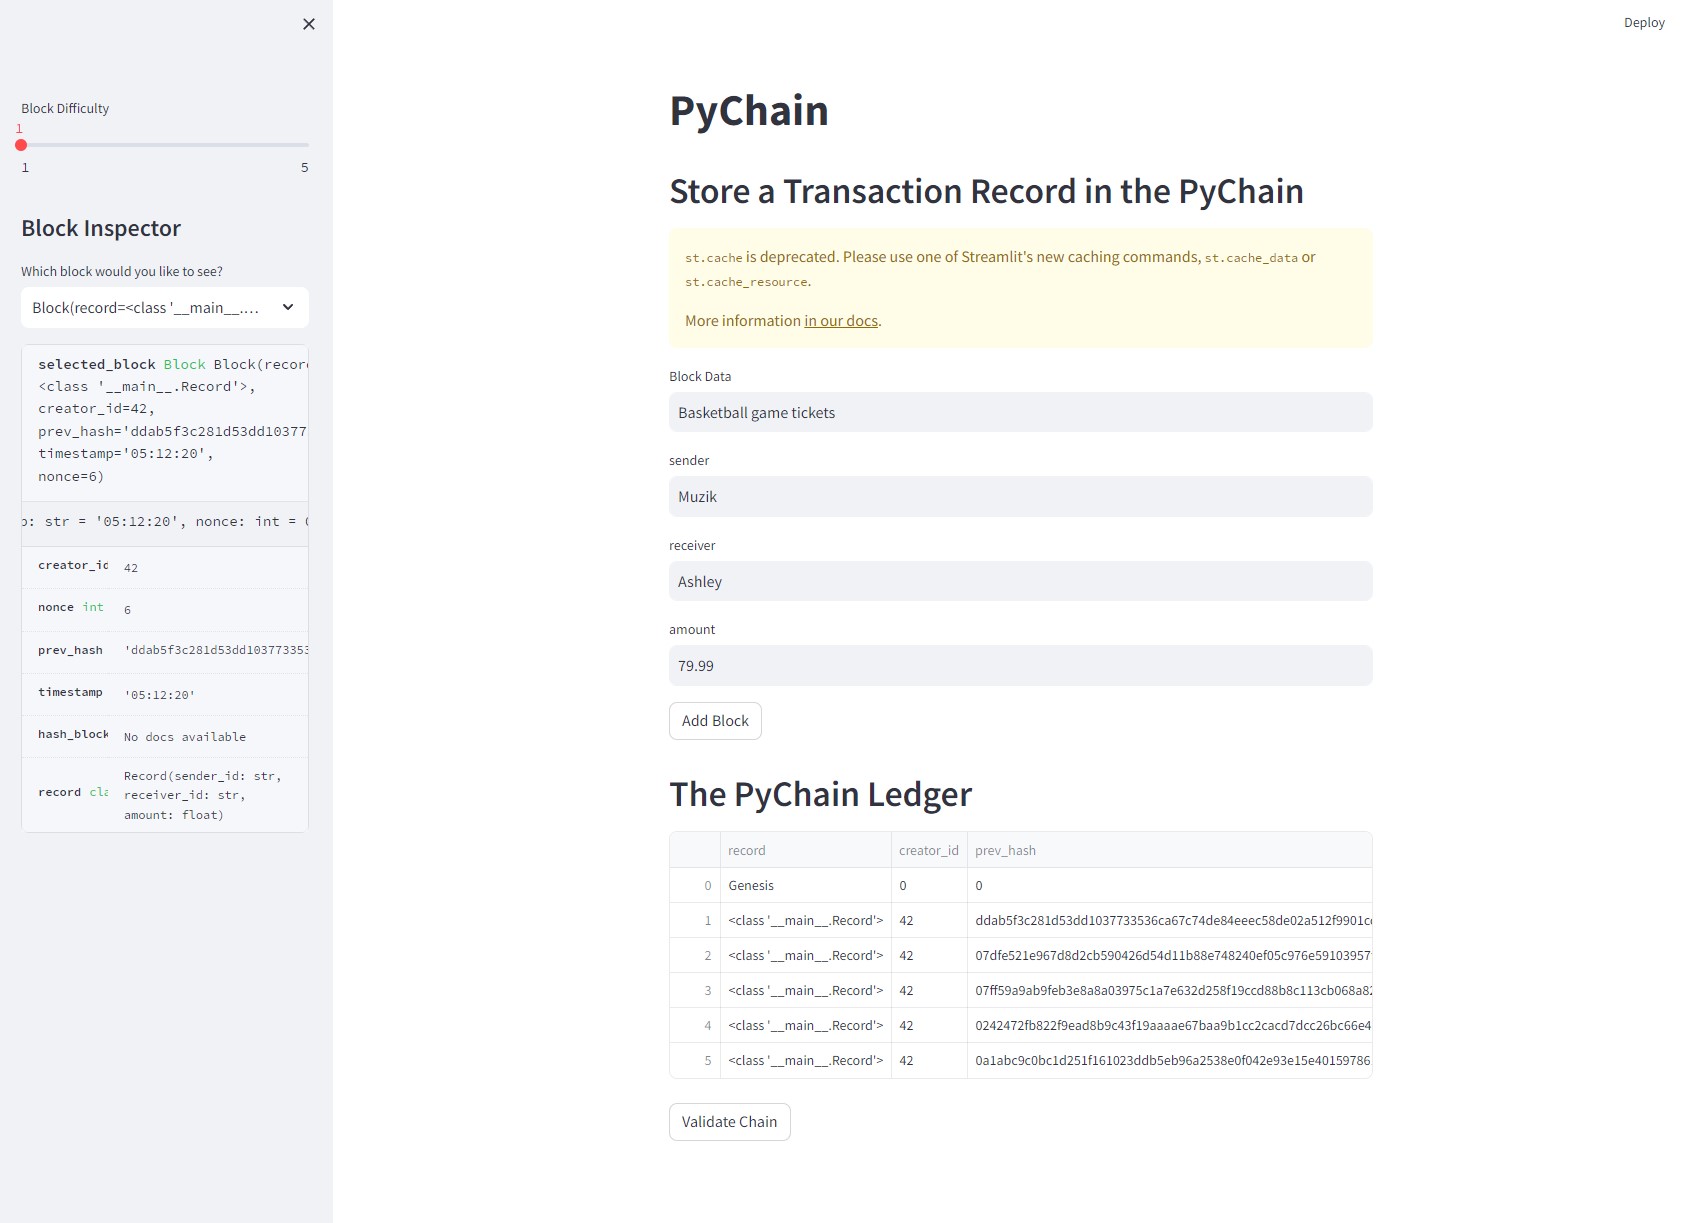 Deploy
Block Difficulty
1
1 5
Block Inspector
Which block would you like to see?
Block(record=<class '__main__....
selected_block Block Block(recor
<class '__main__.Record'>,
creator_id=42,
prev_hash='ddab5f3c281d53dd10377
timestamp='05:12:20',
nonce=6)
: str = '05:12:20', nonce: int =
creator_id 42
nonce int 6
prev_hash 'ddab5f3c281d53dd103773353
timestamp '05:12:20'
hash_block No docs available
record cla Record(sender_id: str,
receiver_id: str,
amount: float)
PyChain
Store a Transaction Record in the PyChain
st.cache is deprecated. Please use one of Streamlit's new caching commands, st.cache_data or
st.cache_resource.
More information in our docs.
Block Data
Basketball game tickets
sender
Muzik
receiver
Ashley
amount
79.99
Add Block
The PyChain Ledger
record creator_id prev_hash
0 Genesis 0 0
1 <class '__main__.Record'> 42 ddab5f3c281d53dd1037733536ca67c74de84eeec58de02a512f9901c
2 <class '__main__.Record'> 42 07dfe521e967d8d2cb590426d54d11b88e748240ef05c976e59103957
3 <class '__main__.Record'> 42 07ff59a9ab9feb3e8a8a03975c1a7e632d258f19ccd88b8c113cb068a82
4 <class '__main__.Record'> 42 0242472fb822f9ead8b9c43f19aaaae67baa9b1cc2cacd7dcc26bc66e4
5 <class '__main__.Record'> 42 0a1abc9c0bc1d251f161023ddb5eb96a2538e0f042e93e15e40159786
Validate Chain